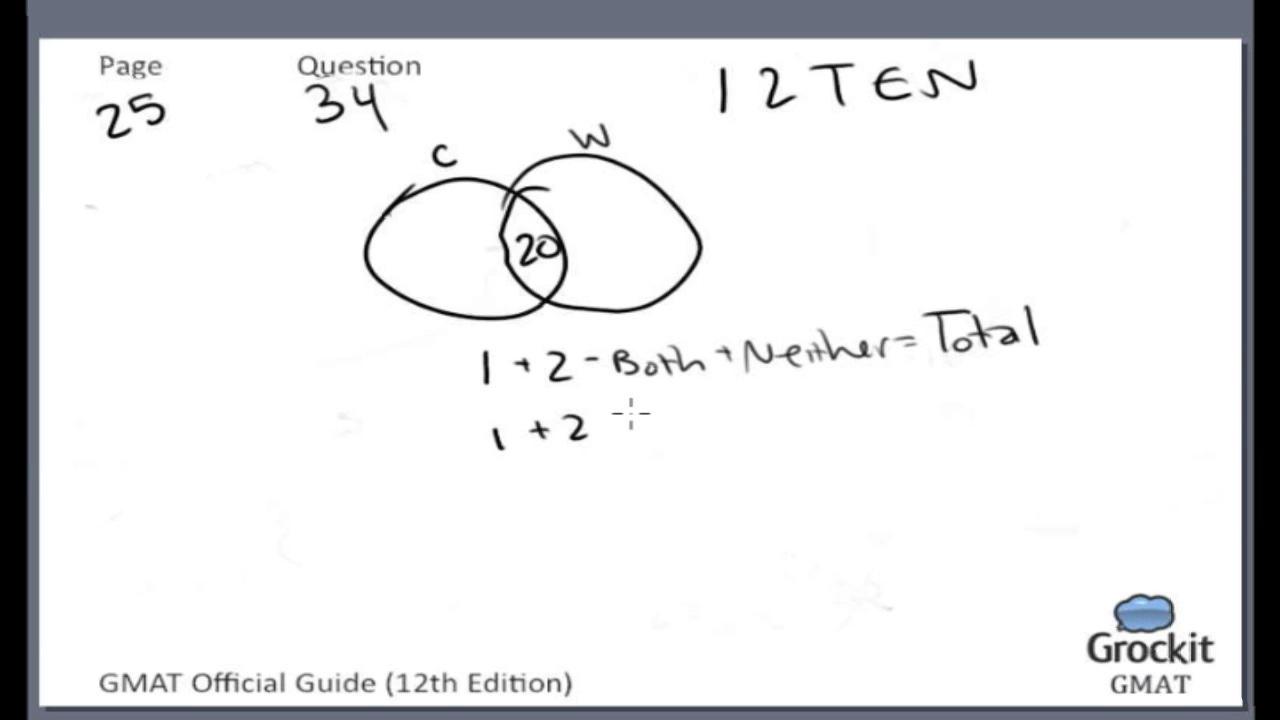 Page Question
25 34
12TEN
C W
20
1 + 2 - Both + Neither = Total
1 + 2
Grockit
GMAT
GMAT Official Guide (12th Edition)